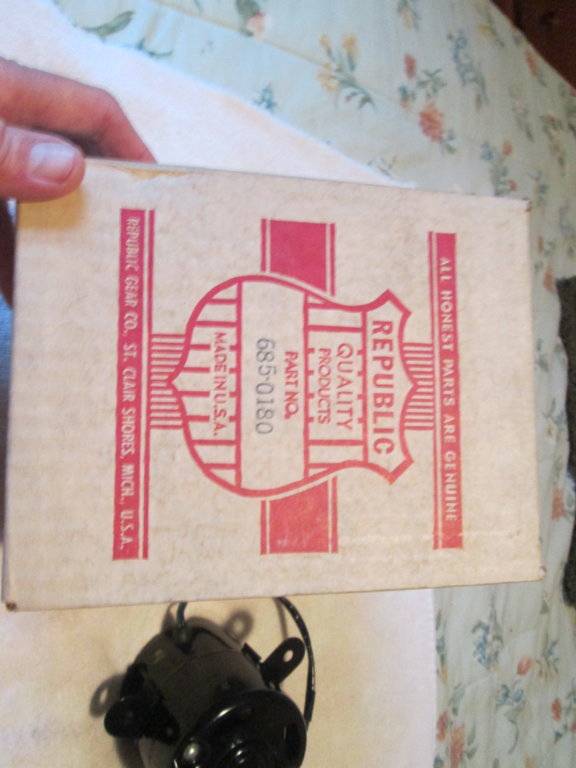 ALL HONEST PARTS ARE GENUINE
REPUBLIC
QUALITY
PRODUCTS
PART NO.
685-0180
MADE IN U.S.A.
REPUBLIC GEAR CO., ST. CLAIR SHORES, MICH., U.S.A.